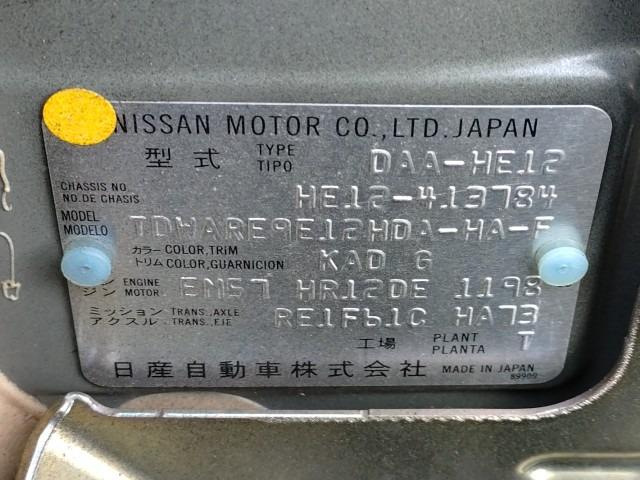 NISSAN MOTOR CO.,LTD.JAPAN
型式 TYPE TIPO DAA-HE12
CHASSIS NO. NO.DE CHASIS HE12-413784
MODEL MODELO TDWARE9E12HDA-HA-F
カラー COLOR,TRIM トリム COLOR,GUARNICION KAD G
ジン ENGINE MOTOR EM57 HR12DE 1198
ミッション TRANS.,AXLE アクスル TRANS.,EJE RE1F61C HA73
工場 PLANT PLANTA T
日産自動車株式会社 MADE IN JAPAN
89909